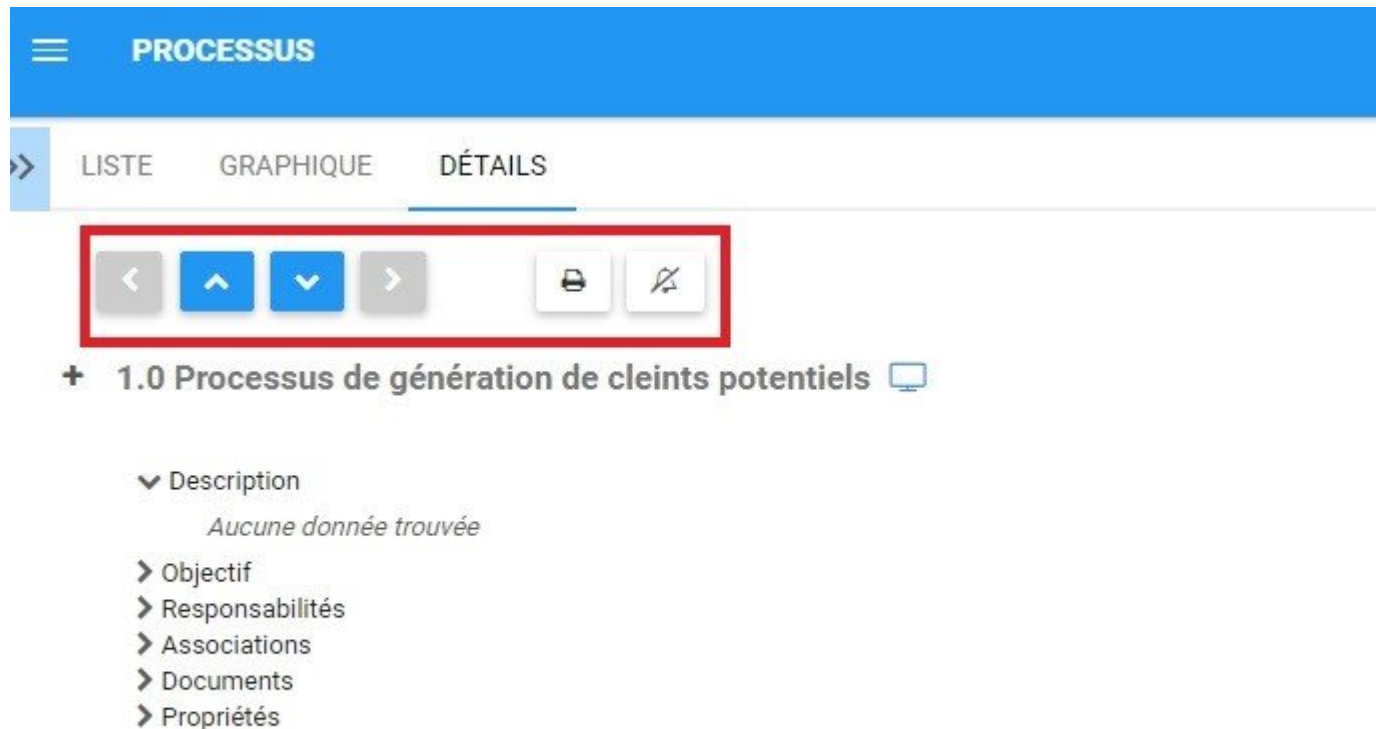 PROCESSUS
LISTE GRAPHIQUE DÉTAILS
1.0 Processus de génération de cleints potentiels
Description
Aucune donnée trouvée
Objectif
Responsabilités
Associations
Documents
Propriétés